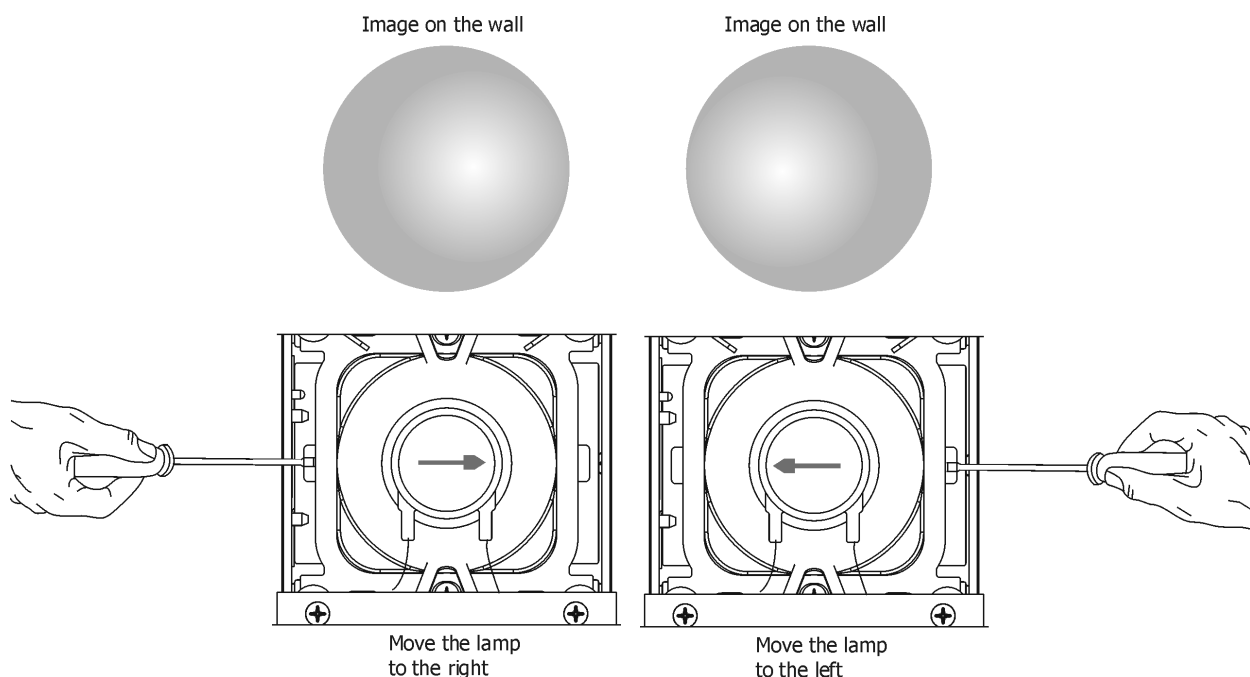 Image on the wall
Image on the wall
Move the lamp
to the right
Move the lamp
to the left